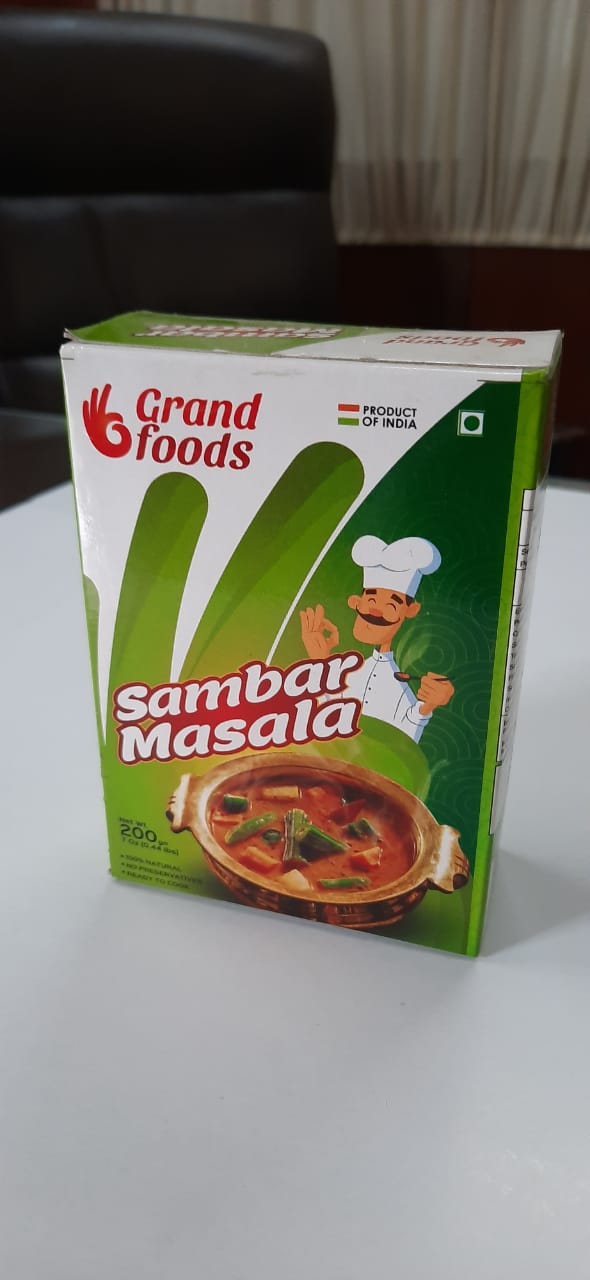 Grand
foods
PRODUCT
OF INDIA
Sambar
Masala
Net Wt
200 gm
7 Oz (0.44 lbs)
• 100% NATURAL
• NO PRESERVATIVES
• READY TO COOK